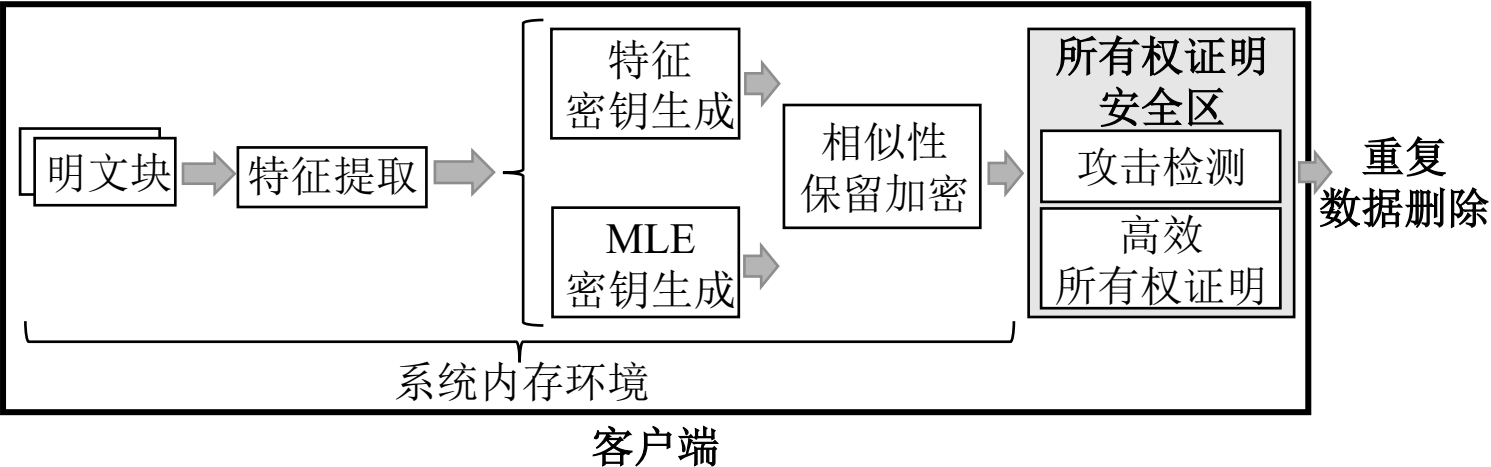 明文块
特征提取
特征
密钥生成
MLE
密钥生成
相似性
保留加密
所有权证明
安全区
攻击检测
高效
所有权证明
重复
数据删除
系统内存环境
客户端